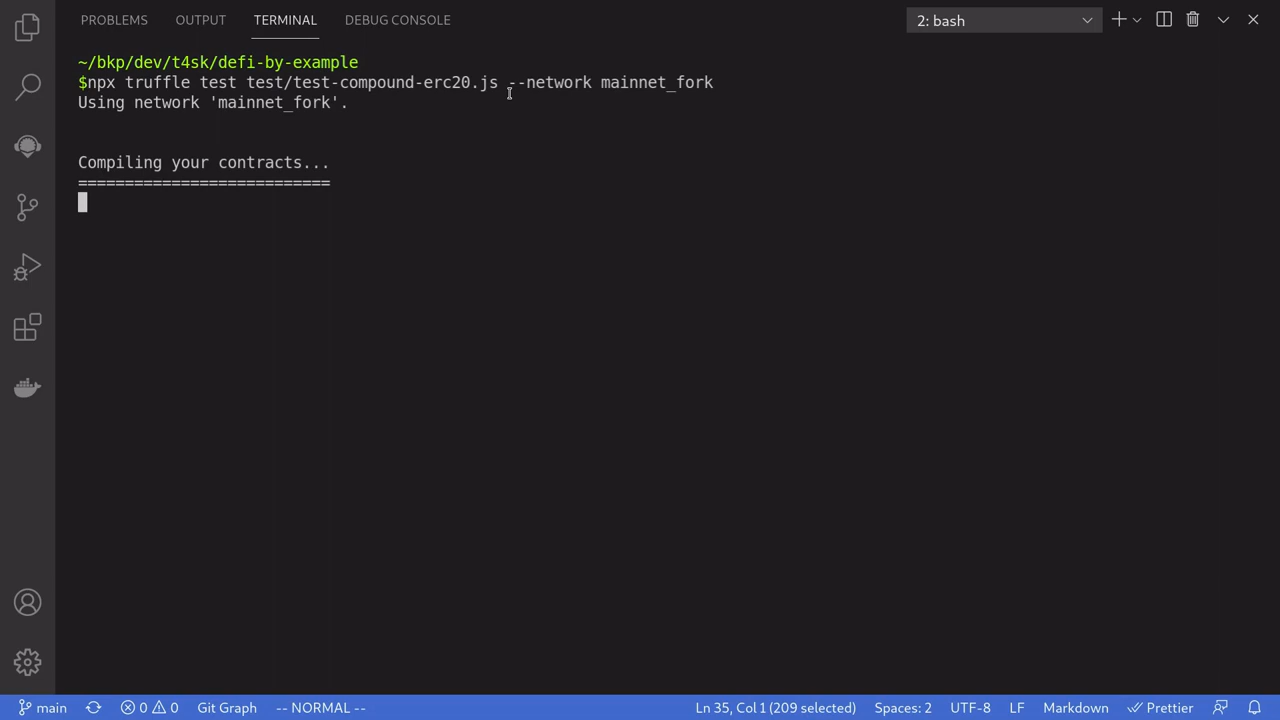 PROBLEMS OUTPUT TERMINAL DEBUG CONSOLE 2: bash
~/bkp/dev/t4sk/defi-by-example
$npx truffle test test/test-compound-erc20.js --network mainnet_fork
Using network 'mainnet_fork'.
Compiling your contracts...
===========================
main 0 0 Git Graph -- NORMAL -- Ln 35, Col 1 (209 selected) Spaces: 2 UTF-8 LF Markdown Prettier